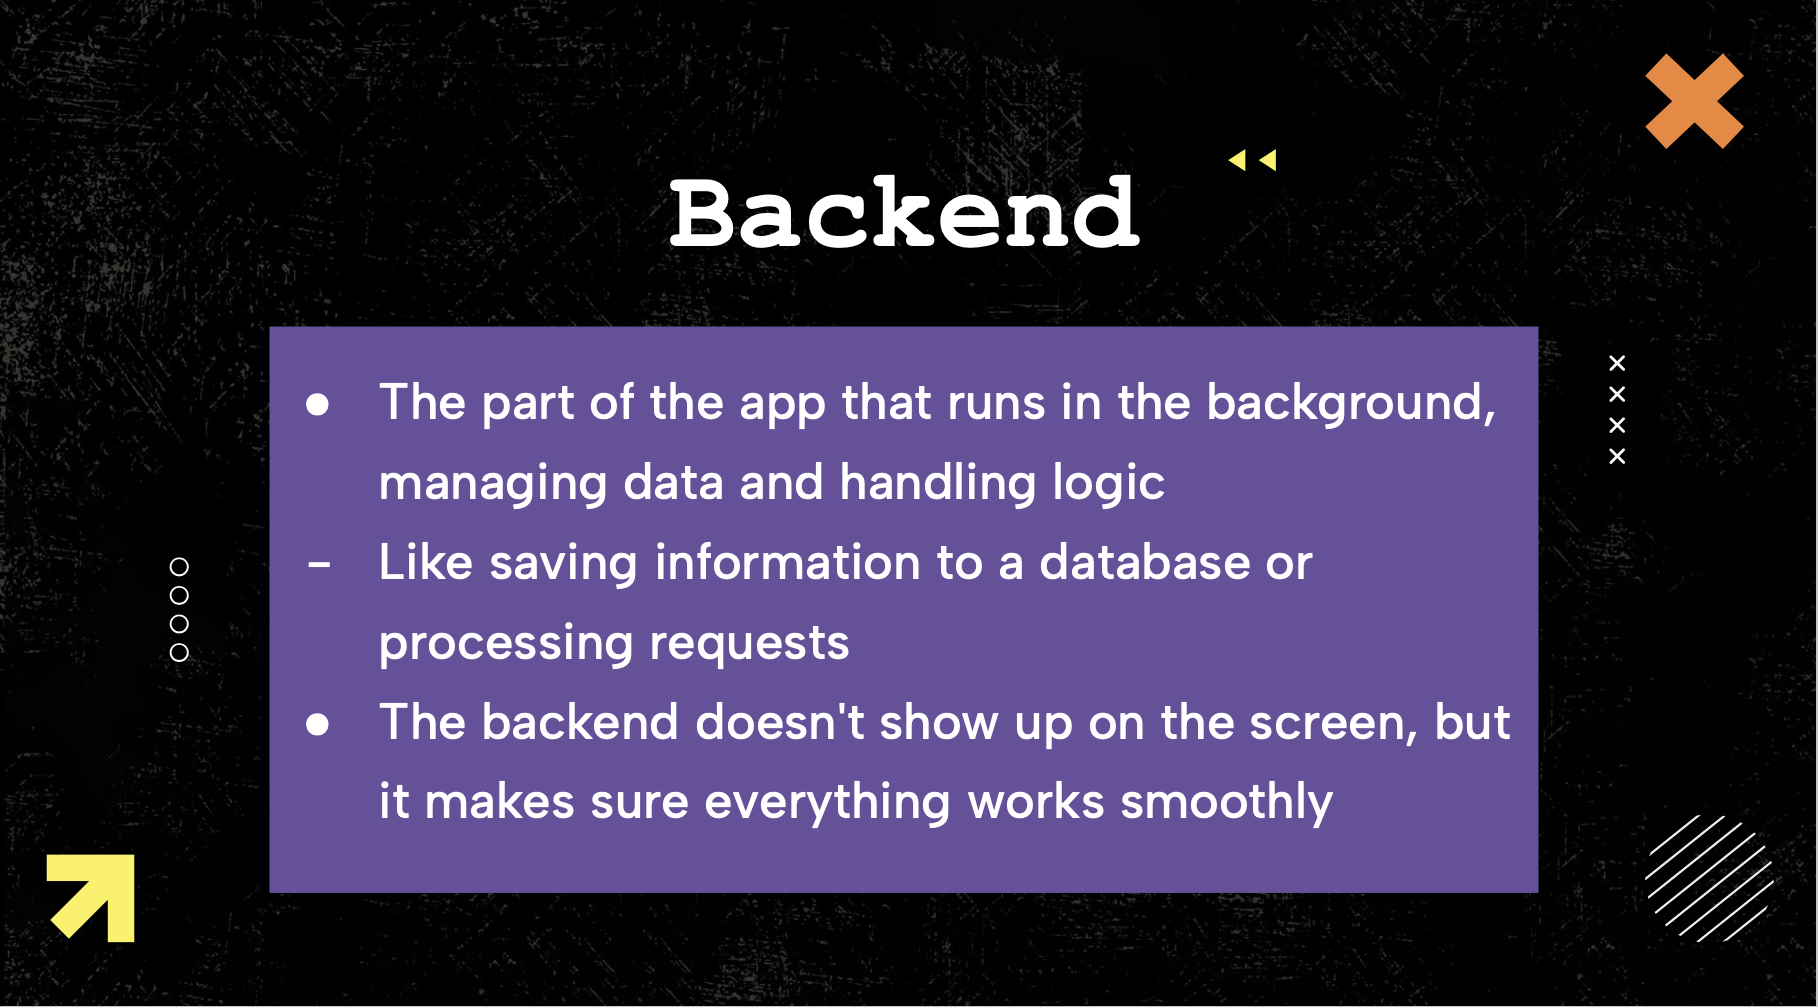 Backend
● The part of the app that runs in the background,
managing data and handling logic
– Like saving information to a database or
processing requests
● The backend doesn't show up on the screen, but
it makes sure everything works smoothly